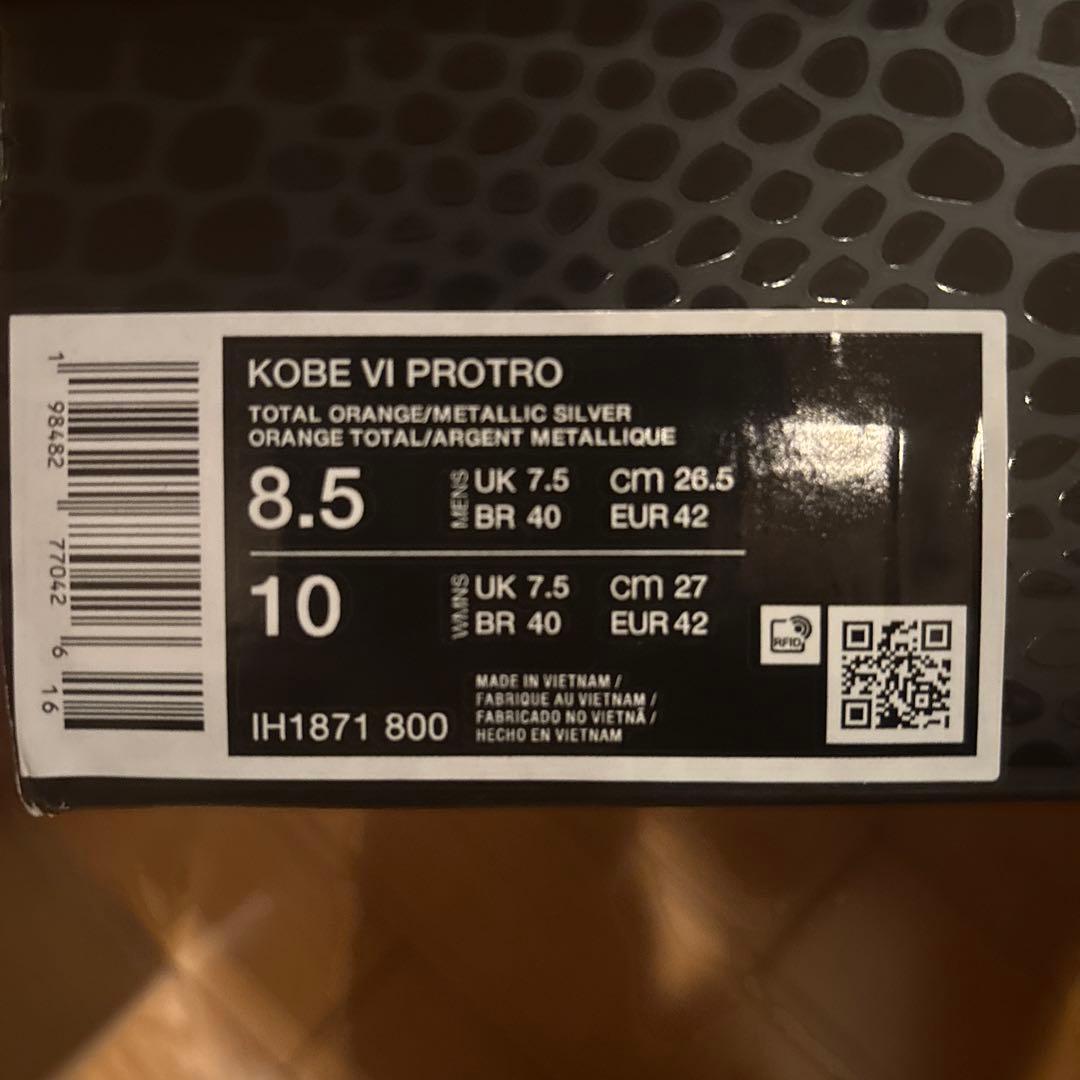 1 98482 77042 6 16
KOBE VI PROTRO
TOTAL ORANGE/METALLIC SILVER
ORANGE TOTAL/ARGENT METALLIQUE
8.5 MENS UK 7.5 cm 26.5
BR 40 EUR 42
10 WMNS UK 7.5 cm 27
BR 40 EUR 42
RFID
MADE IN VIETNAM /
FABRIQUE AU VIETNAM /
FABRICADO NO VIETNÃ /
HECHO EN VIETNAM
IH1871 800